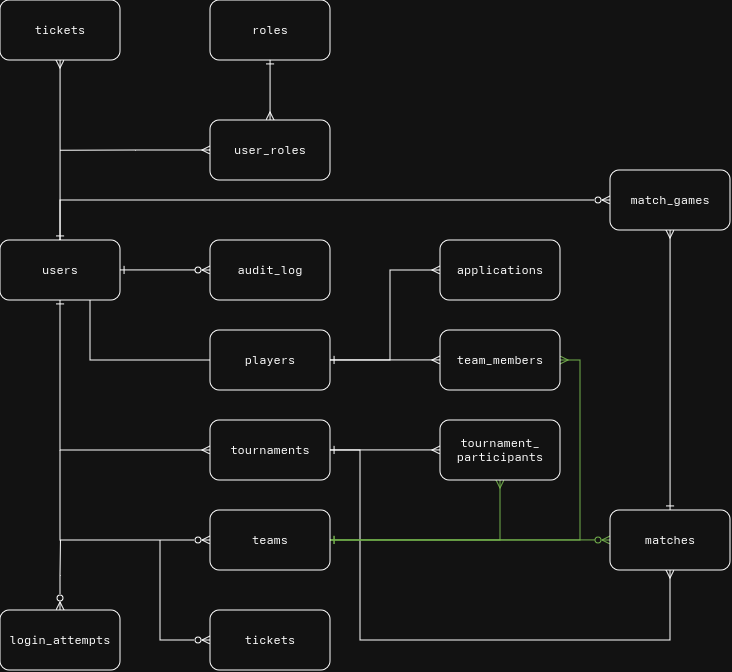 tickets
roles
user_roles
match_games
users
audit_log
applications
players
team_members
tournaments
tournament_
participants
teams
matches
login_attempts
tickets